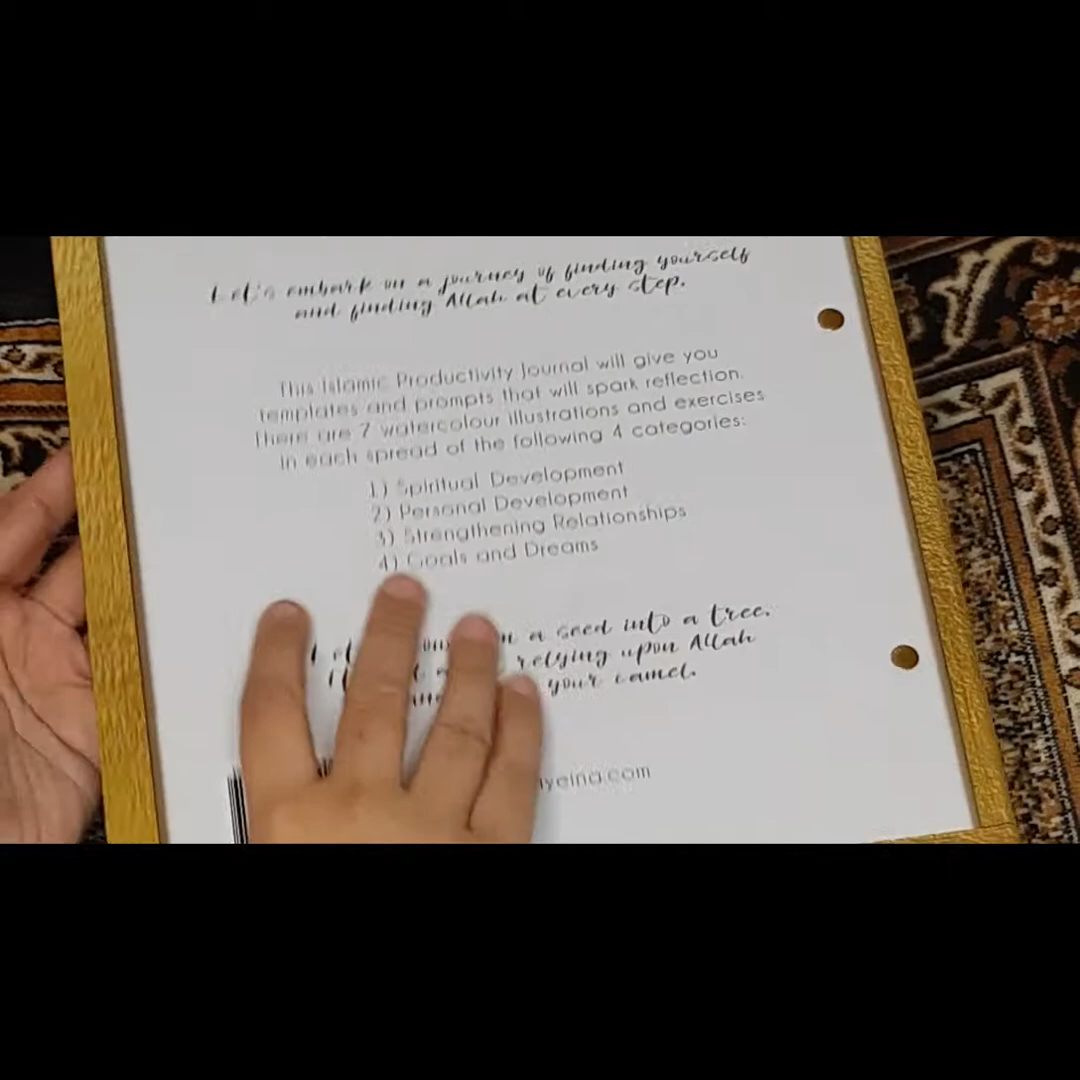 Let's embark on a journey of finding yourself
and finding Allah at every step.
This Islamic Productivity Journal will give you
templates and prompts that will spark reflection.
There are 7 watercolour illustrations and exercises
in each spread of the following 4 categories:
1) Spiritual Development
2) Personal Development
3) Strengthening Relationships
4) Goals and Dreams
a seed into a tree.
relying upon Allah
your camel.